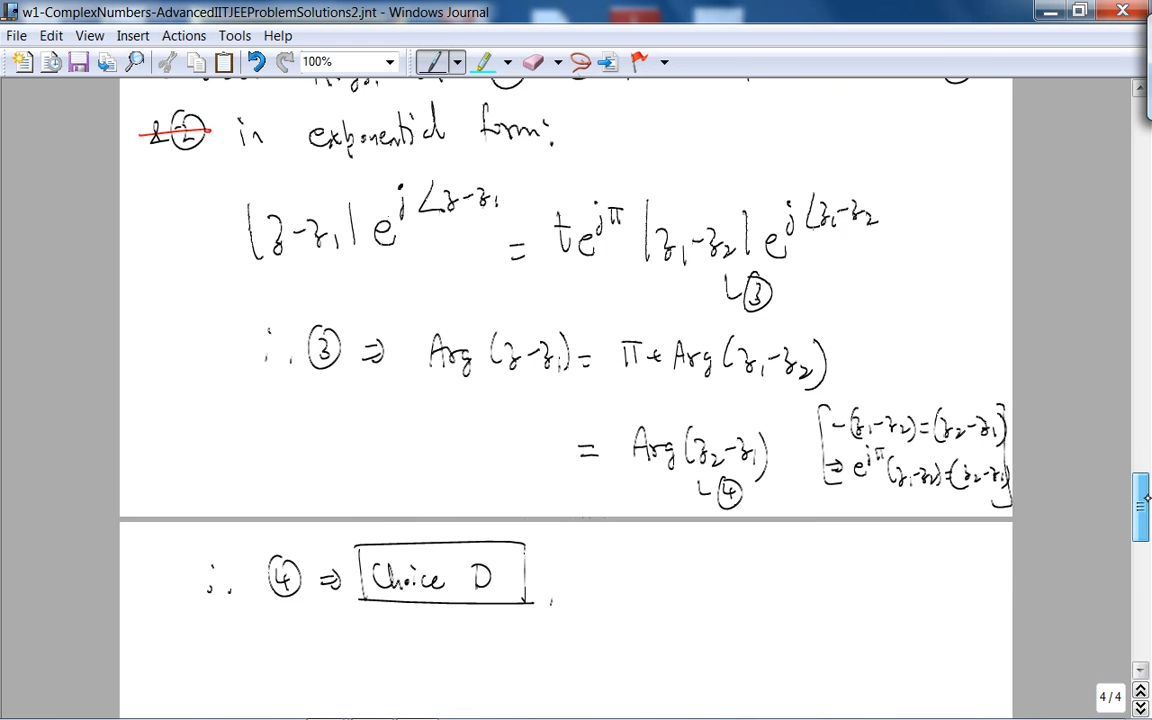 w1-ComplexNumbers-AdvancedIITJEEProblemSolutions2.jnt - Windows Journal
File Edit View Insert Actions Tools Help
100%
& ② in exponential form:
|z-z₁| e^{j∠z-z₁} = te^{jπ} |z₁-z₂| e^{j∠z₁-z₂}
③
∴ ③ ⇒ Arg (z-z₁) = π + Arg (z₁-z₂)
= Arg(z₂-z₁) [-(z₁-z₂)=(z₂-z₁)
⇒ e^{jπ}(z₁-z₂)=(z₂-z₁)]
④
∴ ④ ⇒ Choice D.
4/4